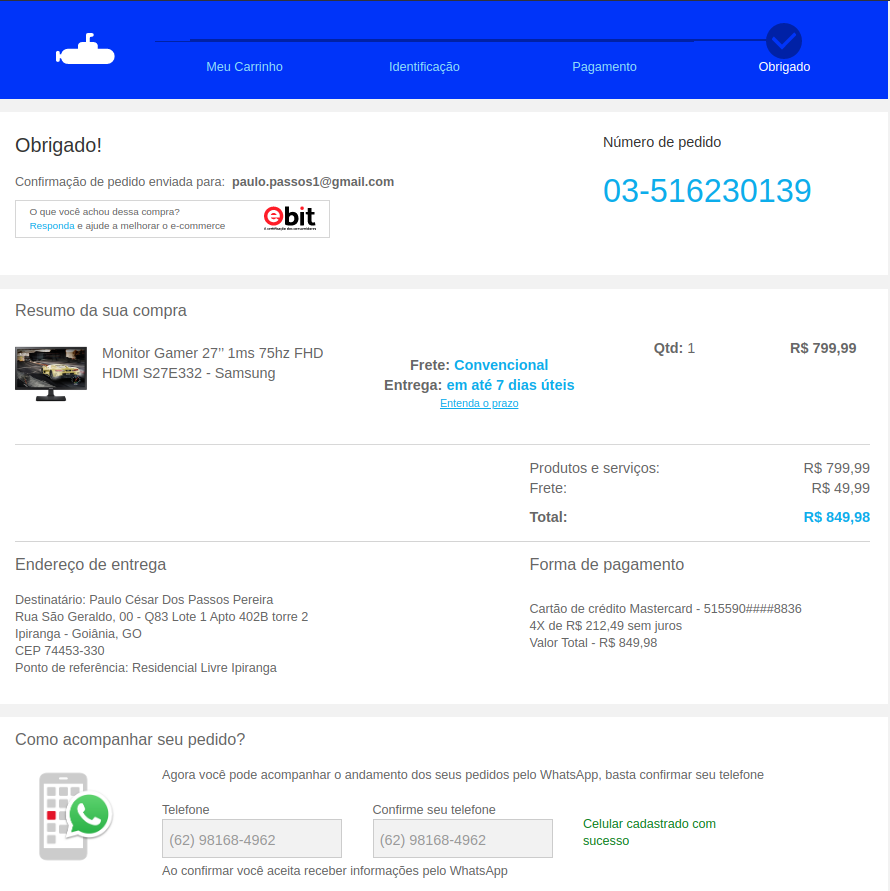 Meu Carrinho
Identificação
Pagamento
Obrigado
Obrigado!
Número de pedido
Confirmação de pedido enviada para: paulo.passos1@gmail.com
03-516230139
O que você achou dessa compra?
Responda e ajude a melhorar o e-commerce
ebit
A certificação dos consumidores
Resumo da sua compra
Monitor Gamer 27’’ 1ms 75hz FHD
HDMI S27E332 - Samsung
Frete: Convencional
Entrega: em até 7 dias úteis
Entenda o prazo
Qtd: 1
R$ 799,99
Produtos e serviços: R$ 799,99
Frete: R$ 49,99
Total: R$ 849,98
Endereço de entrega
Destinatário: Paulo César Dos Passos Pereira
Rua São Geraldo, 00 - Q83 Lote 1 Apto 402B torre 2
Ipiranga - Goiânia, GO
CEP 74453-330
Ponto de referência: Residencial Livre Ipiranga
Forma de pagamento
Cartão de crédito Mastercard - 515590####8836
4X de R$ 212,49 sem juros
Valor Total - R$ 849,98
Como acompanhar seu pedido?
Agora você pode acompanhar o andamento dos seus pedidos pelo WhatsApp, basta confirmar seu telefone
Telefone
(62) 98168-4962
Confirme seu telefone
(62) 98168-4962
Celular cadastrado com
sucesso
Ao confirmar você aceita receber informações pelo WhatsApp